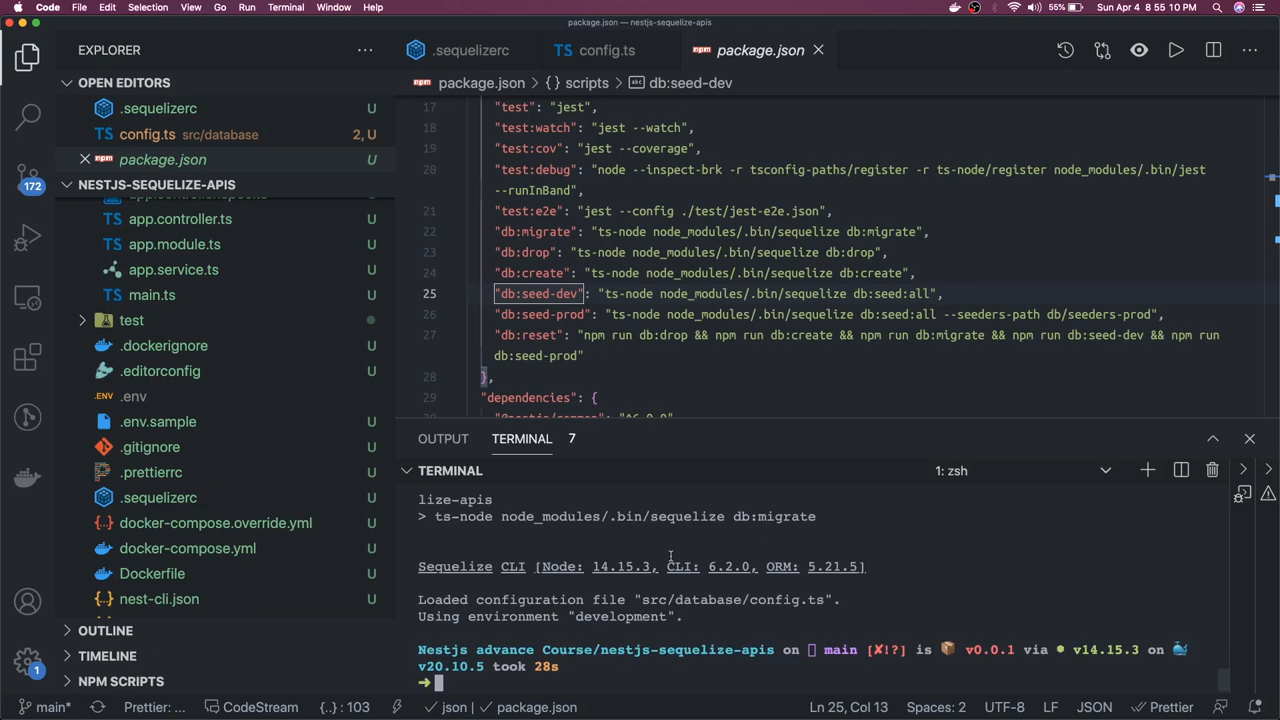 Code File Edit Selection View Go Run Terminal Window Help 55% Sun Apr 4 8 55 10 PM
package.json — nestjs-sequelize-apis
EXPLORER
.sequelizerc
TS config.ts
package.json
OPEN EDITORS
.sequelizerc U
TS config.ts src/database 2, U
package.json U
NESTJS-SEQUELIZE-APIS
TS app.controller.ts U
TS app.module.ts U
app.service.ts U
TS main.ts U
test
.dockerignore U
.editorconfig U
.env
.env.sample U
.gitignore U
.prettierrc U
.sequelizerc U
docker-compose.override.yml U
docker-compose.yml U
Dockerfile U
nest-cli.json U
OUTLINE
TIMELINE
NPM SCRIPTS
172
1
package.json > { } scripts > abc db:seed-dev
17 "test": "jest",
18 "test:watch": "jest --watch",
19 "test:cov": "jest --coverage",
20 "test:debug": "node --inspect-brk -r tsconfig-paths/register -r ts-node/register node_modules/.bin/jest
--runInBand",
21 "test:e2e": "jest --config ./test/jest-e2e.json",
22 "db:migrate": "ts-node node_modules/.bin/sequelize db:migrate",
23 "db:drop": "ts-node node_modules/.bin/sequelize db:drop",
24 "db:create": "ts-node node_modules/.bin/sequelize db:create",
25 "db:seed-dev": "ts-node node_modules/.bin/sequelize db:seed:all",
26 "db:seed-prod": "ts-node node_modules/.bin/sequelize db:seed:all --seeders-path db/seeders-prod",
27 "db:reset": "npm run db:drop && npm run db:create && npm run db:migrate && npm run db:seed-dev && npm run
db:seed-prod"
28 },
29 "dependencies": {
OUTPUT TERMINAL 7
TERMINAL 1: zsh
lize-apis
> ts-node node_modules/.bin/sequelize db:migrate
Sequelize CLI [Node: 14.15.3, CLI: 6.2.0, ORM: 5.21.5]
Loaded configuration file "src/database/config.ts".
Using environment "development".
Nestjs advance Course/nestjs-sequelize-apis on main [✘!?] is 📦 v0.0.1 via v14.15.3 on 🐳
v20.10.5 took 28s
➜
main* Prettier: ... CodeStream {..} : 103 json package.json Ln 25, Col 13 Spaces: 2 UTF-8 LF JSON Prettier